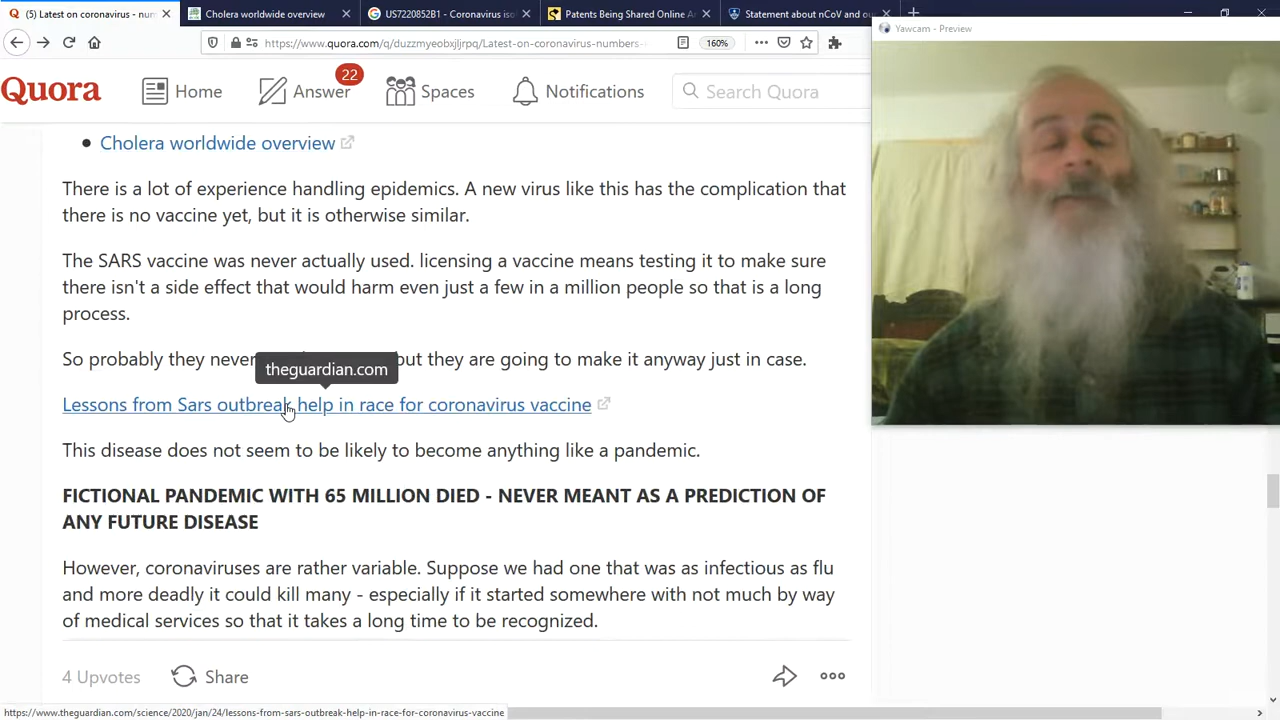 (5) Latest on coronavirus - num
Cholera worldwide overview
US7220852B1 - Coronavirus iso
Patents Being Shared Online Ar
Statement about nCoV and ou
https://www.quora.com/q/duzzmyeobxjljrpq/Latest-on-coronavirus-numbers-
160%
Yawcam - Preview
Quora
Home
Answer
22
Spaces
Notifications
Search Quora
• Cholera worldwide overview
There is a lot of experience handling epidemics. A new virus like this has the complication that
there is no vaccine yet, but it is otherwise similar.
The SARS vaccine was never actually used. licensing a vaccine means testing it to make sure
there isn't a side effect that would harm even just a few in a million people so that is a long
process.
So probably they never but they are going to make it anyway just in case.
theguardian.com
Lessons from Sars outbreak help in race for coronavirus vaccine
This disease does not seem to be likely to become anything like a pandemic.
FICTIONAL PANDEMIC WITH 65 MILLION DIED - NEVER MEANT AS A PREDICTION OF
ANY FUTURE DISEASE
However, coronaviruses are rather variable. Suppose we had one that was as infectious as flu
and more deadly it could kill many - especially if it started somewhere with not much by way
of medical services so that it takes a long time to be recognized.
4 Upvotes
Share
https://www.theguardian.com/science/2020/jan/24/lessons-from-sars-outbreak-help-in-race-for-coronavirus-vaccine